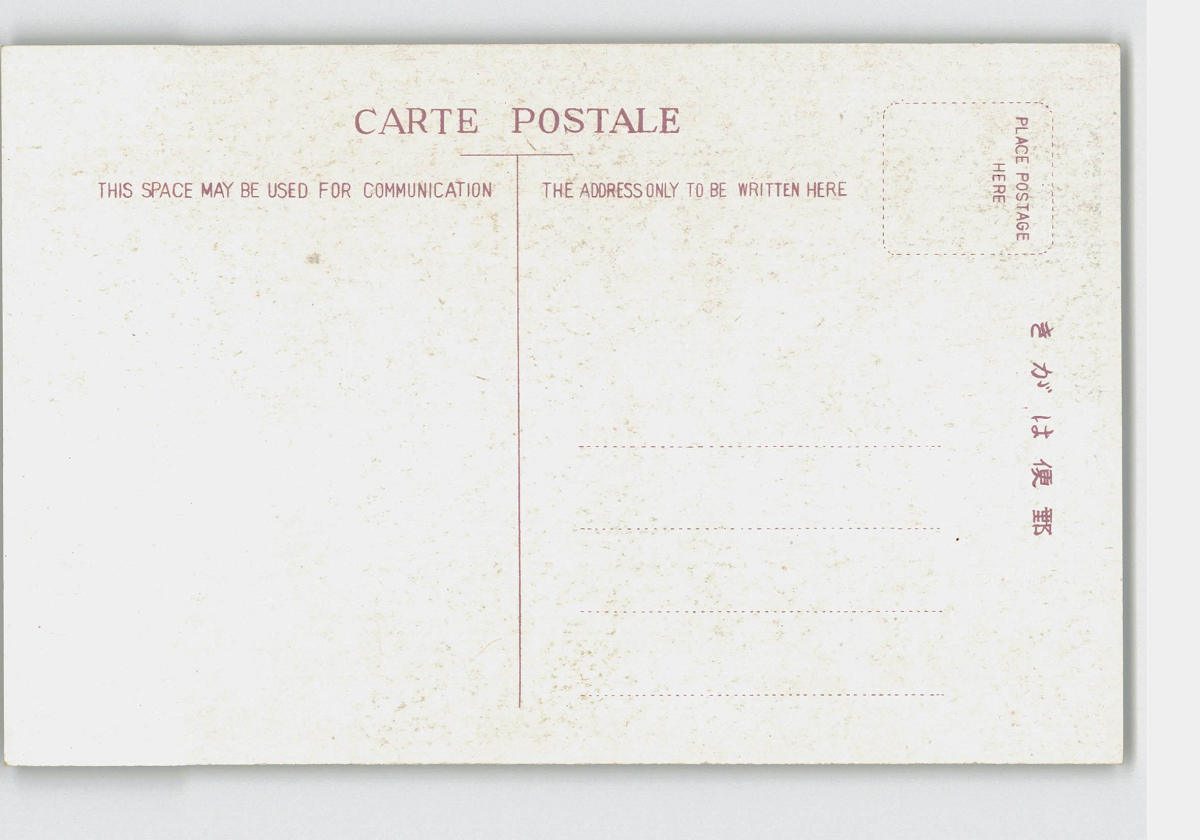 CARTE POSTALE
THIS SPACE MAY BE USED FOR COMMUNICATION
THE ADDRESS ONLY TO BE WRITTEN HERE
PLACE POSTAGE
HERE
郵便はがき